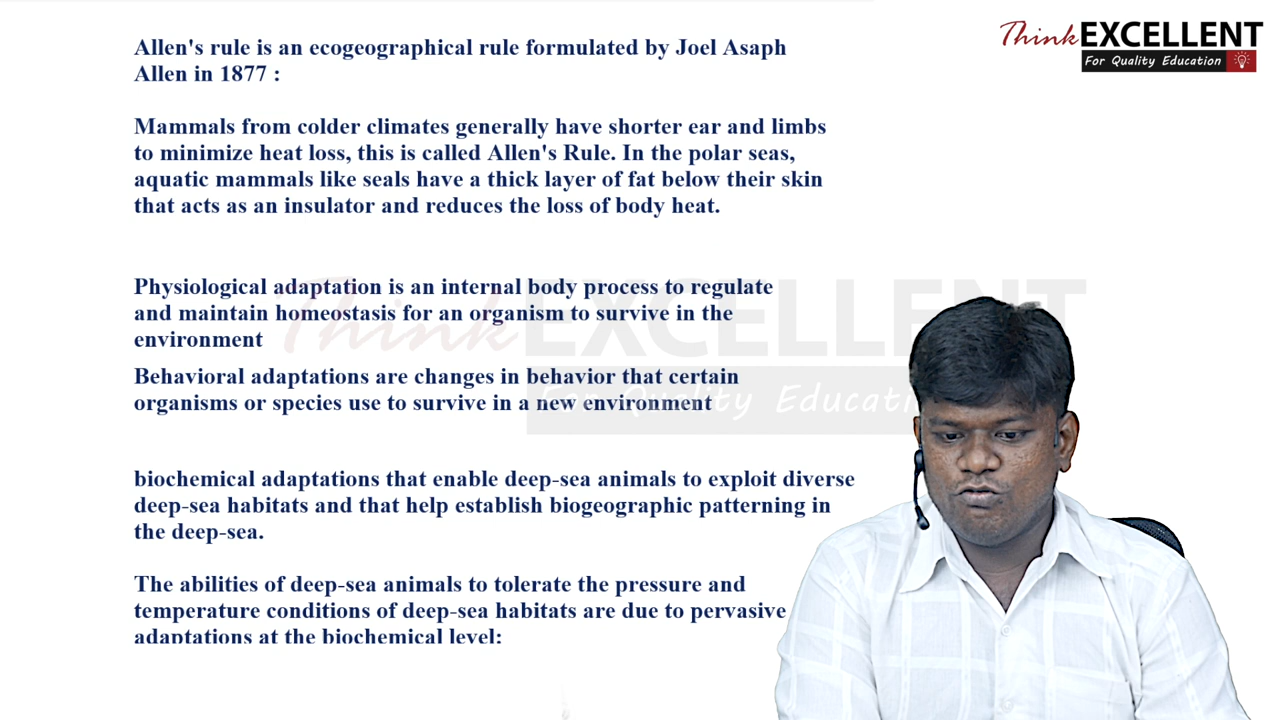 Think EXCELLENT
For Quality Education
Allen's rule is an ecogeographical rule formulated by Joel Asaph
Allen in 1877 :
Mammals from colder climates generally have shorter ear and limbs
to minimize heat loss, this is called Allen's Rule. In the polar seas,
aquatic mammals like seals have a thick layer of fat below their skin
that acts as an insulator and reduces the loss of body heat.
Physiological adaptation is an internal body process to regulate
and maintain homeostasis for an organism to survive in the
environment
Think EXCELLENT
Behavioral adaptations are changes in behavior that certain
organisms or species use to survive in a new environment
For Quality Educati
biochemical adaptations that enable deep-sea animals to exploit diverse
deep-sea habitats and that help establish biogeographic patterning in
the deep-sea.
The abilities of deep-sea animals to tolerate the pressure and
temperature conditions of deep-sea habitats are due to pervasive
adaptations at the biochemical level: